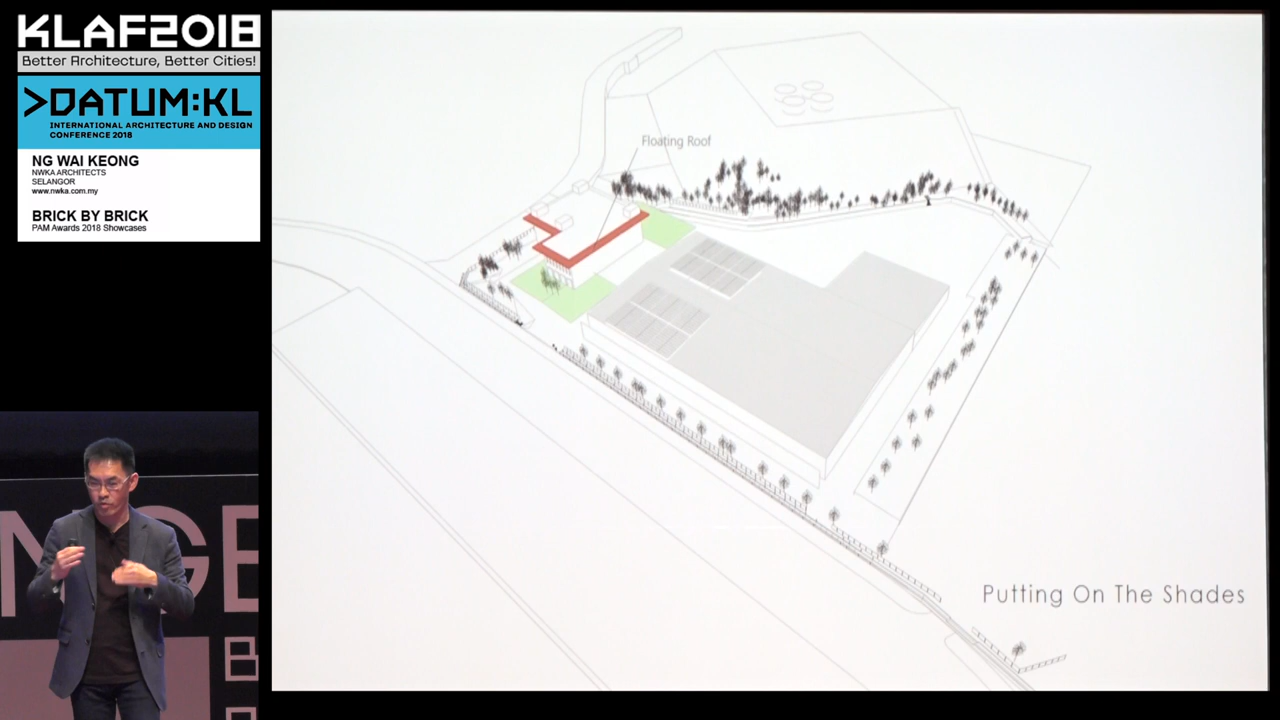 KLAF2018
Better Architecture, Better Cities!
>DATUM:KL
INTERNATIONAL ARCHITECTURE AND DESIGN
CONFERENCE 2018
NG WAI KEONG
NWKA ARCHITECTS
SELANGOR
www.nwka.com.my
BRICK BY BRICK
PAM Awards 2018 Showcases
Floating Roof
Putting On The Shades